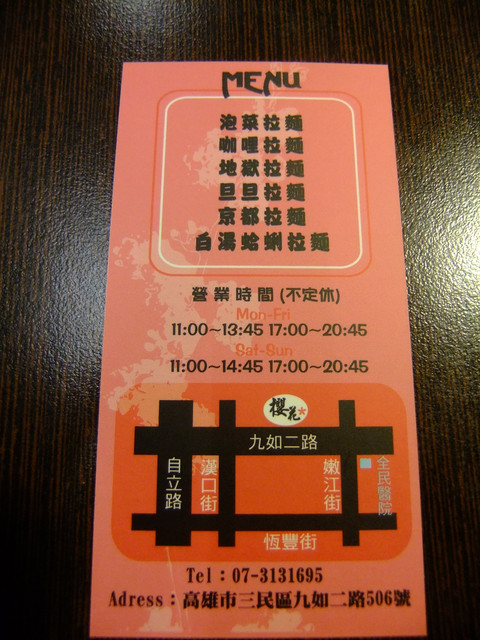 MENU
泡菜拉麵
咖哩拉麵
地獄拉麵
旦旦拉麵
京都拉麵
白湯蛤蜊拉麵
營業時間(不定休)
Mon-Fri
11:00~13:45 17:00~20:45
Sat-Sun
11:00~14:45 17:00~20:45
櫻花
九如二路
自立路
漢口街
嫩江街
全民醫院
恆豐街
Tel：07-3131695
Adress：高雄市三民區九如二路506號